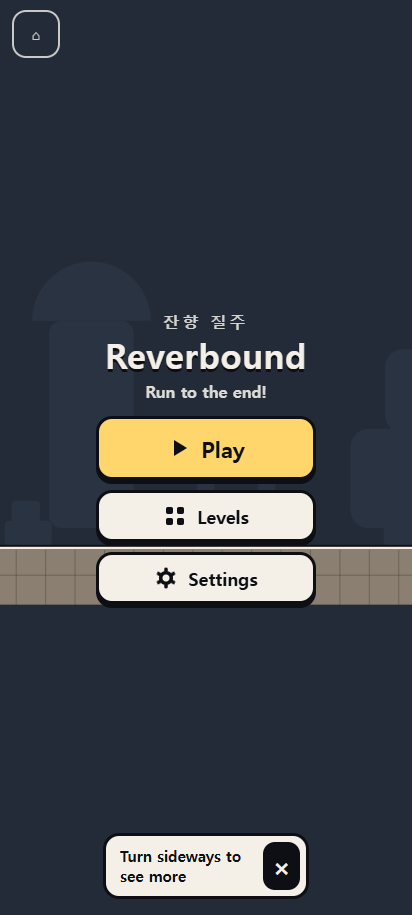 잔향 질주
Reverbound
Run to the end!
Play
Levels
Settings
Turn sideways to
see more